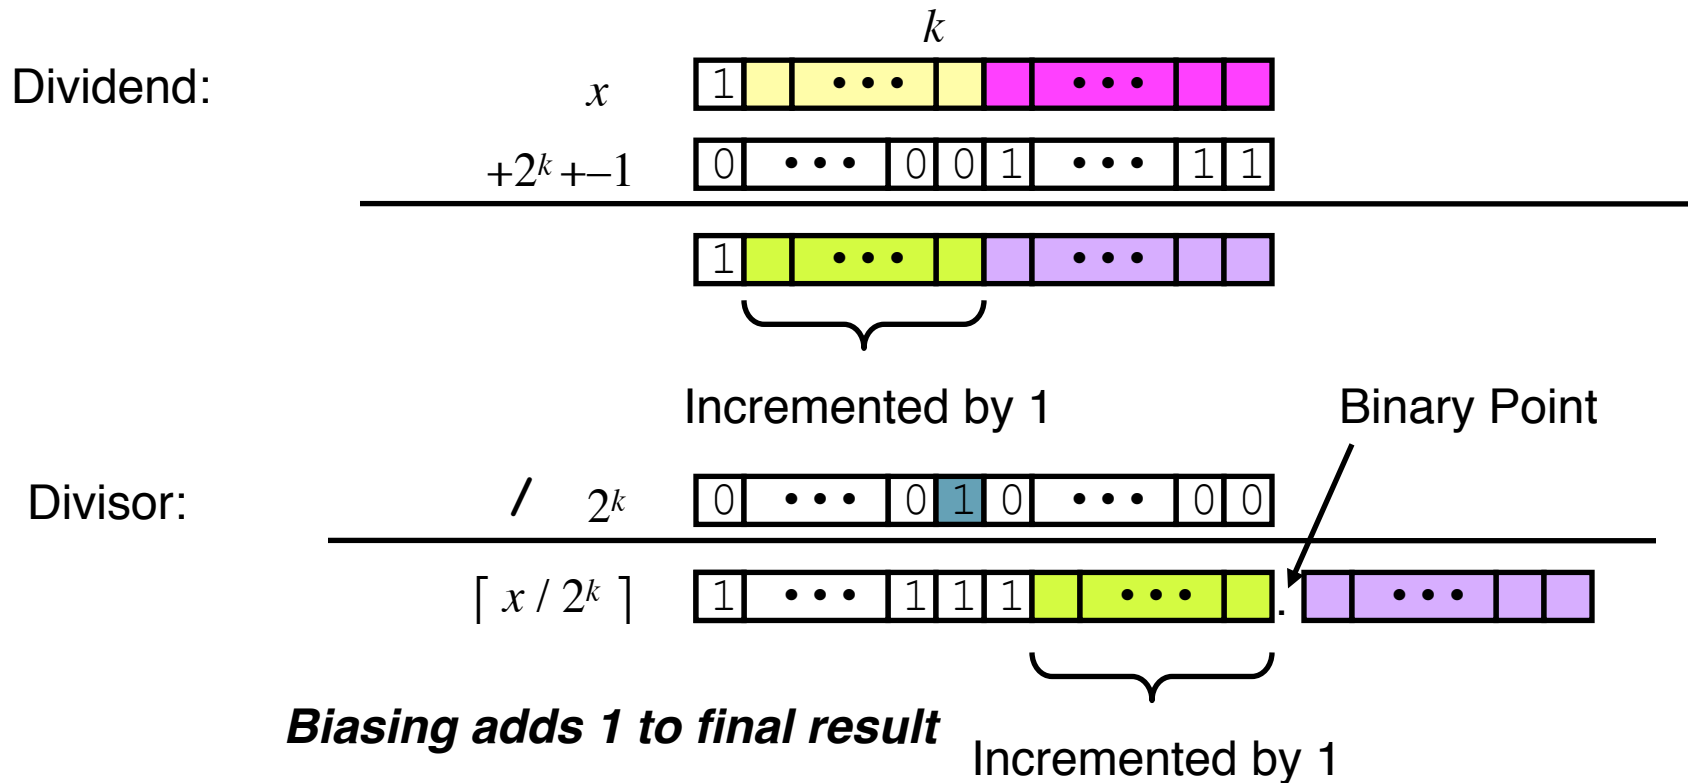 k
Dividend: x 1 • • • • • •
+2ᵏ +–1 0 • • • 0 0 1 • • • 1 1
1 • • • • • •
Incremented by 1 Binary Point
Divisor: / 2ᵏ 0 • • • 0 1 0 • • • 0 0
⌈ x / 2ᵏ ⌉ 1 • • • 1 1 1 • • • . • • •
Biasing adds 1 to final result
Incremented by 1